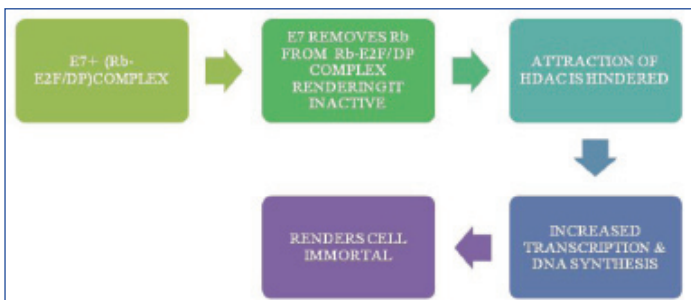 E7+ (Rb-
E2F/DP)COMPLEX
E7 REMOVES Rb
FROM Rb-E2F/DP
COMPLEX
RENDERINGIT
INACTIVE
ATTRACTION OF
HDAC IS HINDERED
INCREASED
TRANSCRIPTION &
DNA SYNTHESIS
RENDERS CELL
IMMORTAL